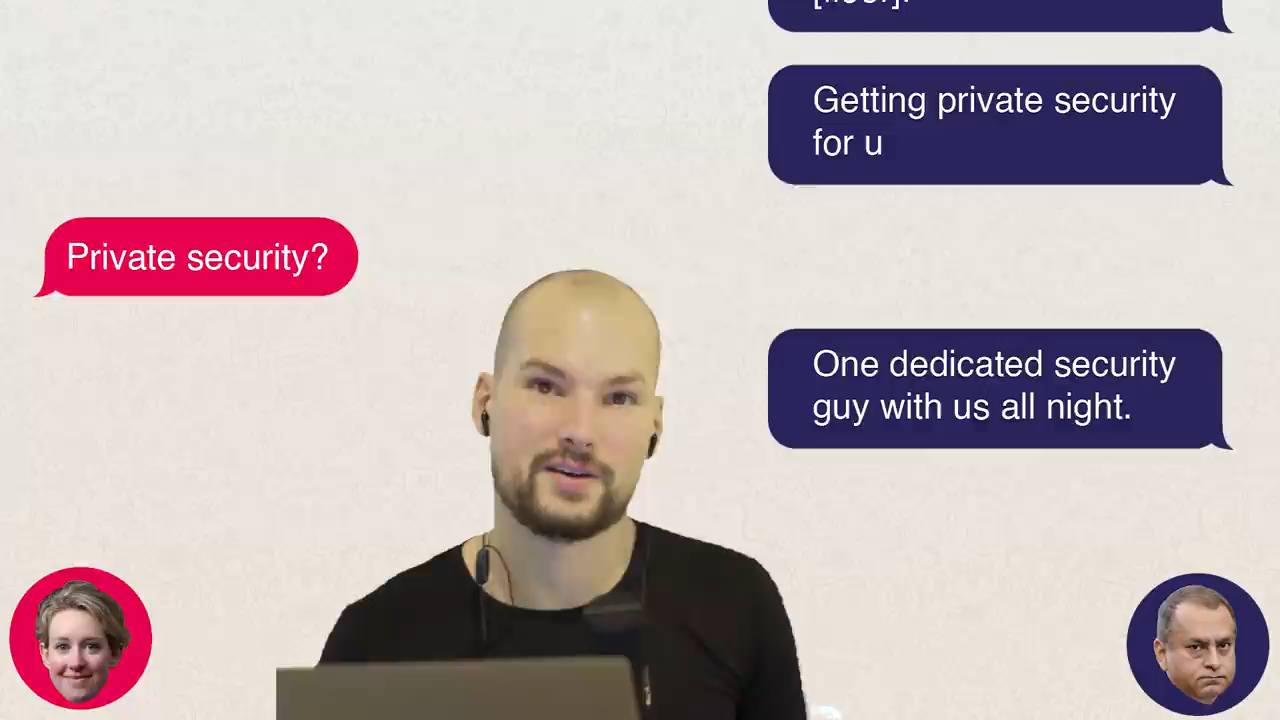 Getting private security
for u
Private security?
One dedicated security
guy with us all night.